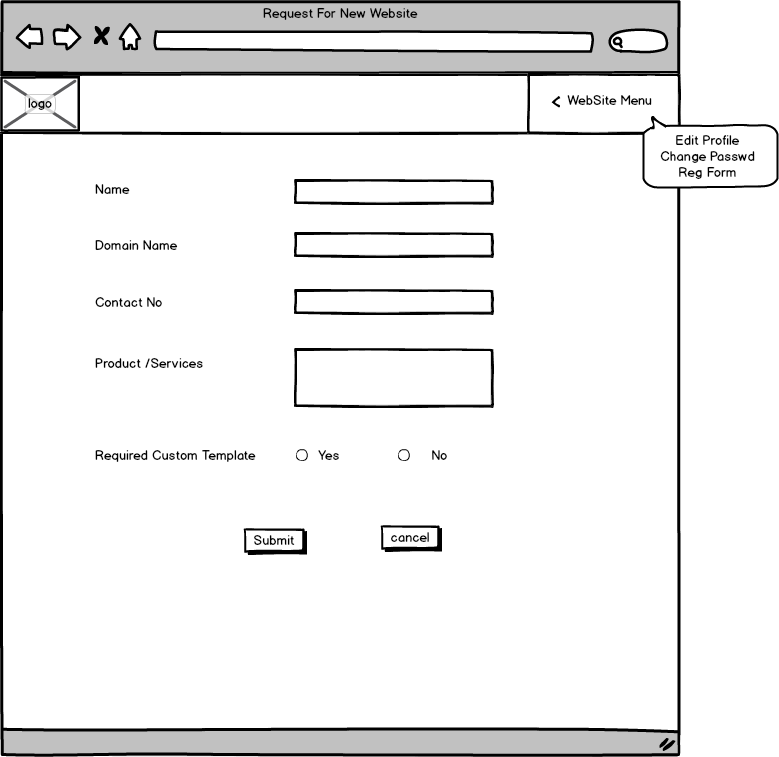 Request For New Website
logo
< WebSite Menu
Edit Profile
Change Passwd
Reg Form
Name
Domain Name
Contact No
Product /Services
Required Custom Template Yes No
Submit cancel